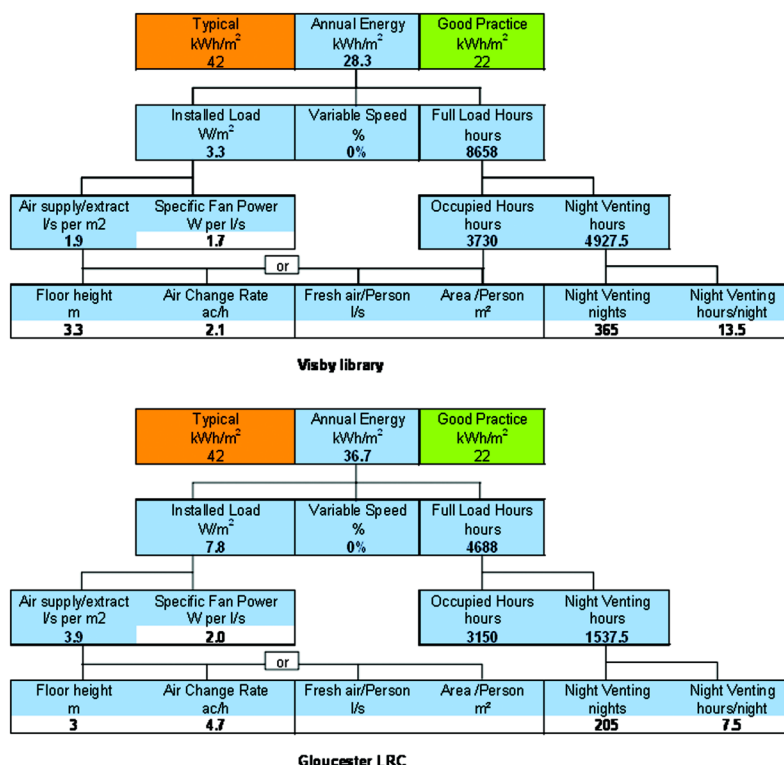 Typical Annual Energy Good Practice
kWh/m² kWh/m² kWh/m²
42 28.3 22
Installed Load Variable Speed Full Load Hours
W/m² % hours
3.3 0% 8658
Air supply/extract Specific Fan Power Occupied Hours Night Venting
l/s per m2 W per l/s hours hours
1.9 1.7 3730 4927.5
or
Floor height Air Change Rate Fresh air/Person Area /Person Night Venting Night Venting
m ac/h l/s m² nights hours/night
3.3 2.1 365 13.5
Visby library
Typical Annual Energy Good Practice
kWh/m² kWh/m² kWh/m²
42 36.7 22
Installed Load Variable Speed Full Load Hours
W/m² % hours
7.8 0% 4688
Air supply/extract Specific Fan Power Occupied Hours Night Venting
l/s per m2 W per l/s hours hours
3.9 2.0 3150 1537.5
or
Floor height Air Change Rate Fresh air/Person Area /Person Night Venting Night Venting
m ac/h l/s m² nights hours/night
3 4.7 205 7.5
Gloucester LRC